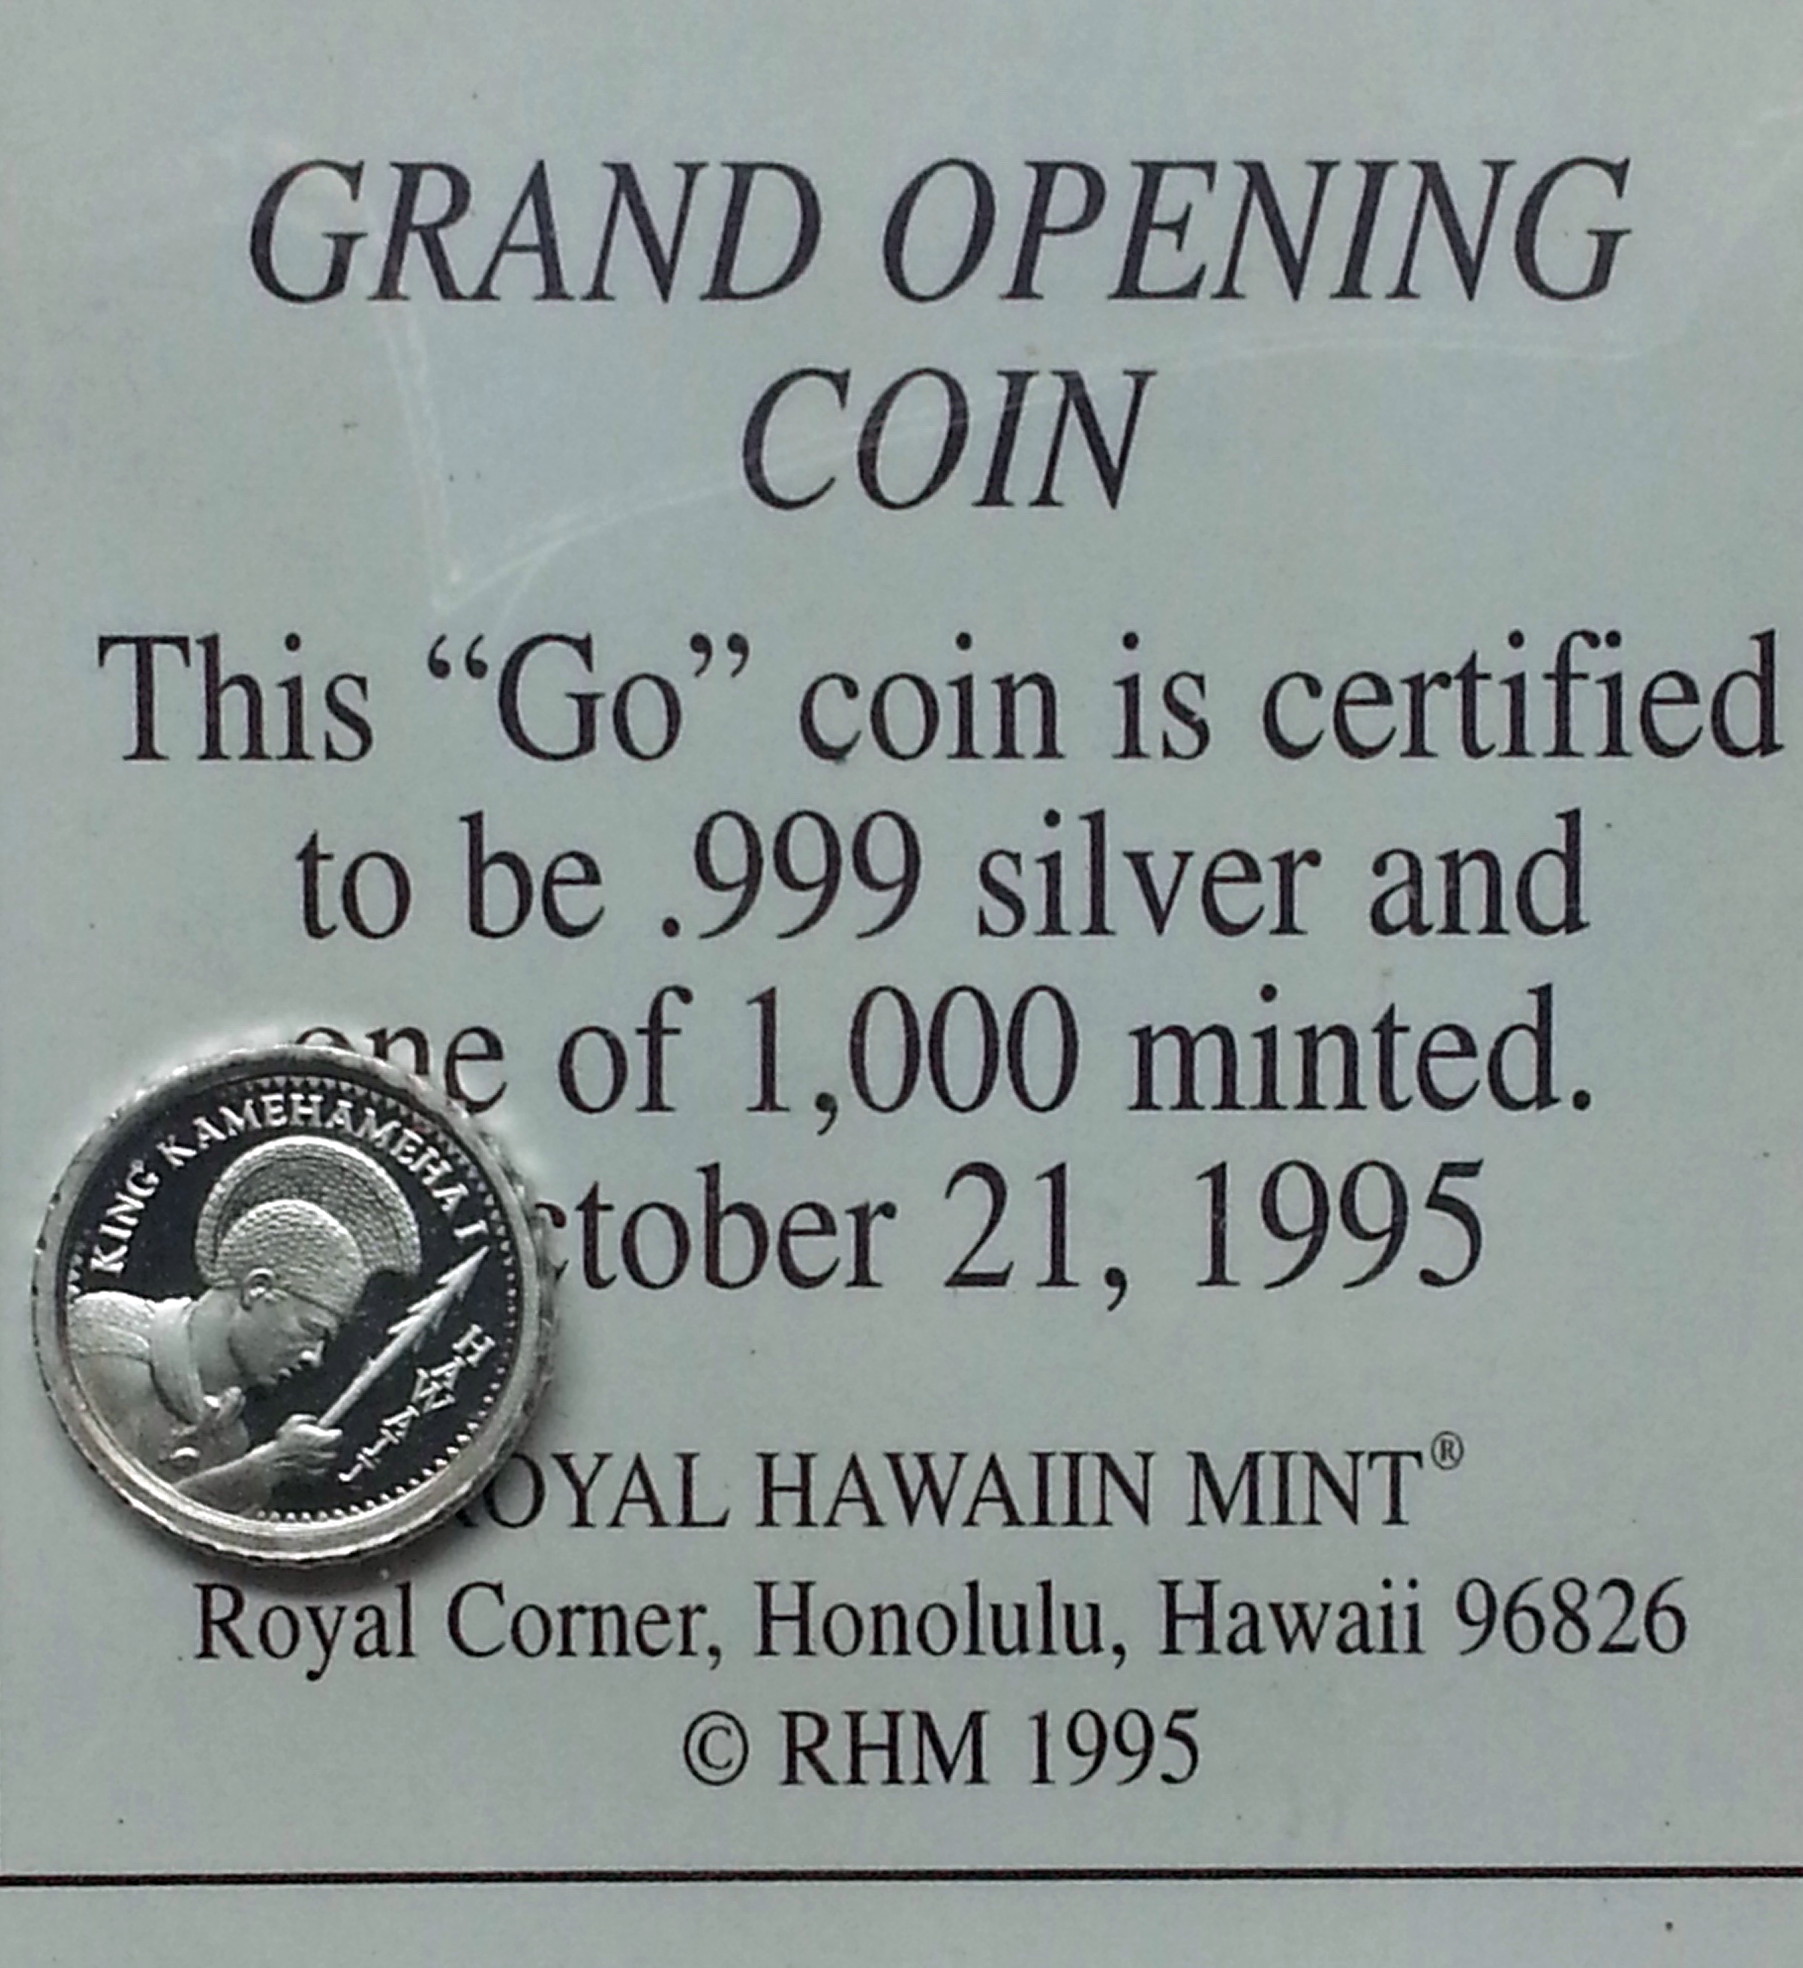 GRAND OPENING
COIN
This “Go” coin is certified
to be .999 silver and
one of 1,000 minted.
ctober 21, 1995
KING KAMEHAMEHA I
HAWAII
OYAL HAWAIIN MINT®
Royal Corner, Honolulu, Hawaii 96826
© RHM 1995